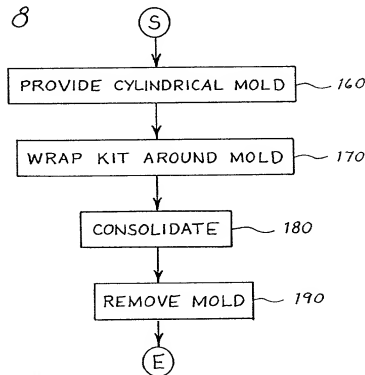 8
S
PROVIDE CYLINDRICAL MOLD 160
WRAP KIT AROUND MOLD 170
CONSOLIDATE 180
REMOVE MOLD 190
E